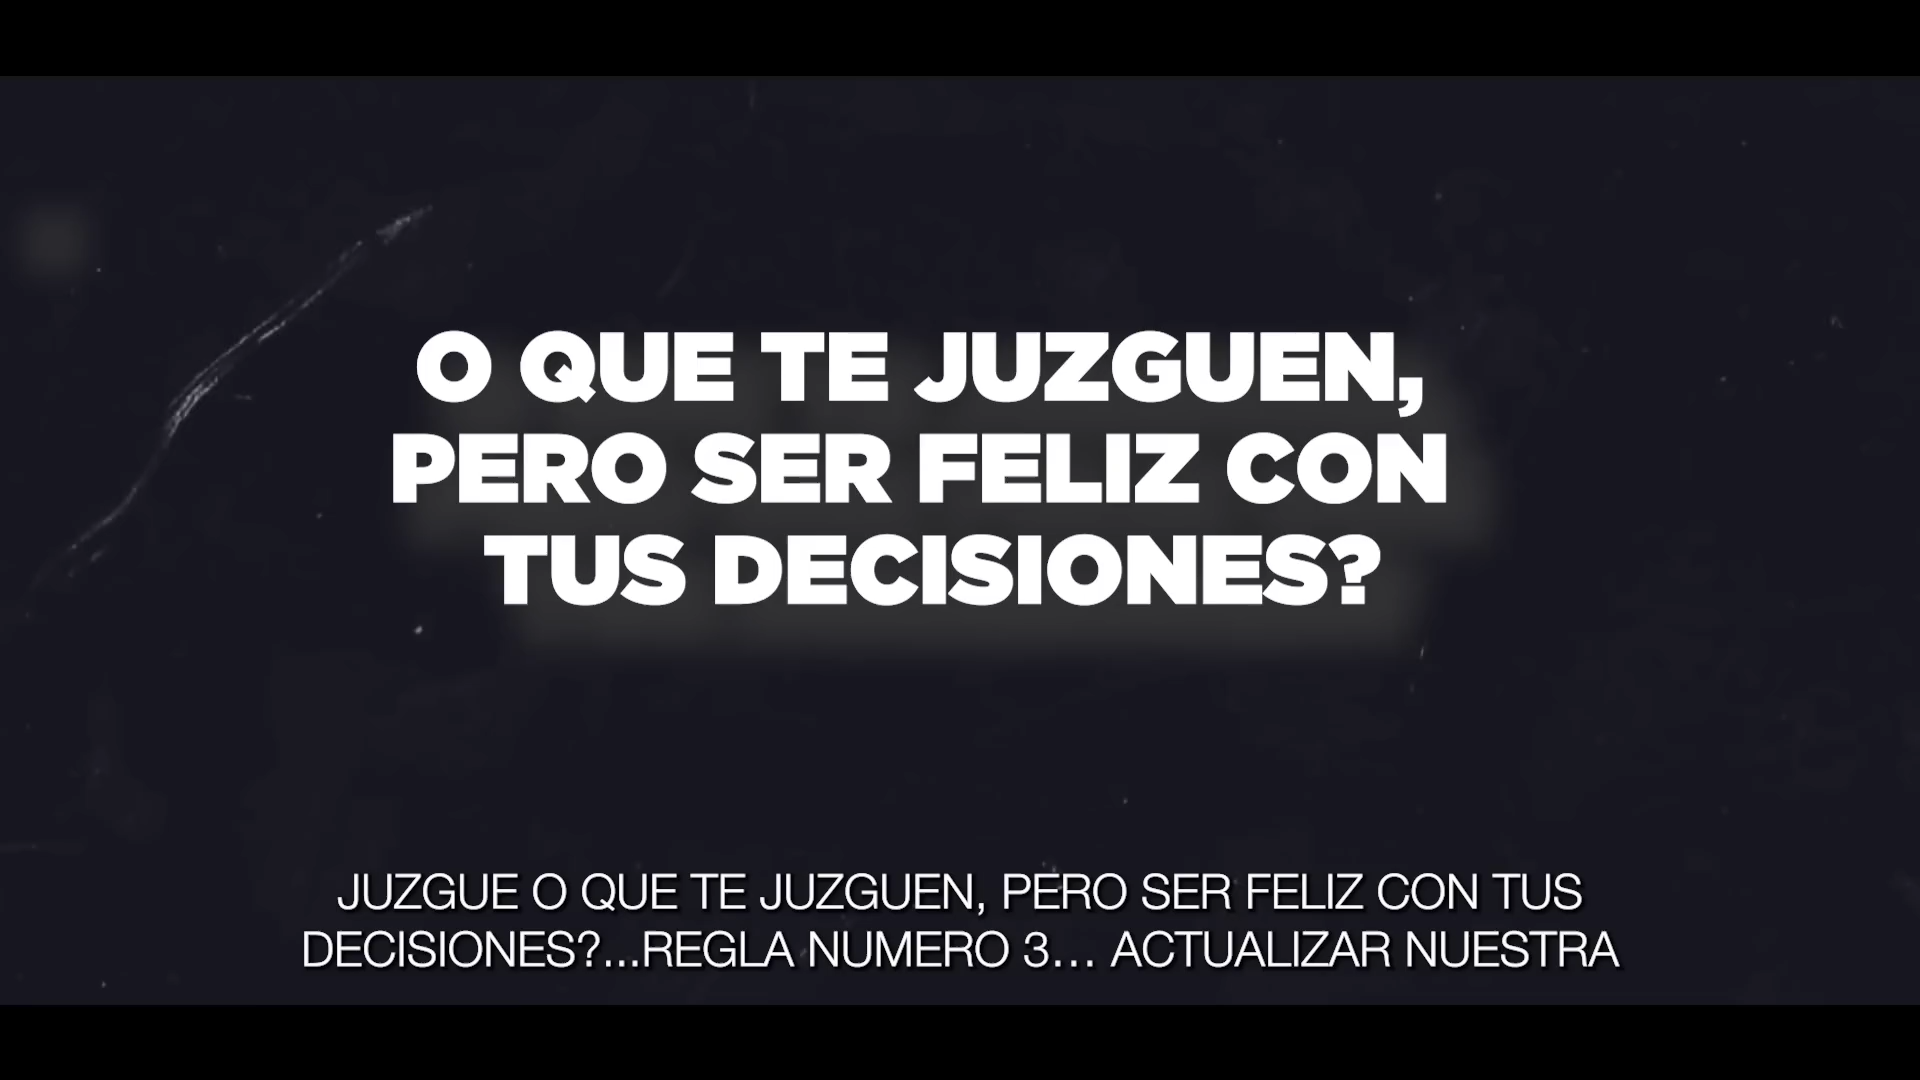 O QUE TE JUZGUEN,
PERO SER FELIZ CON
TUS DECISIONES?
JUZGUE O QUE TE JUZGUEN, PERO SER FELIZ CON TUS
DECISIONES?...REGLA NUMERO 3... ACTUALIZAR NUESTRA